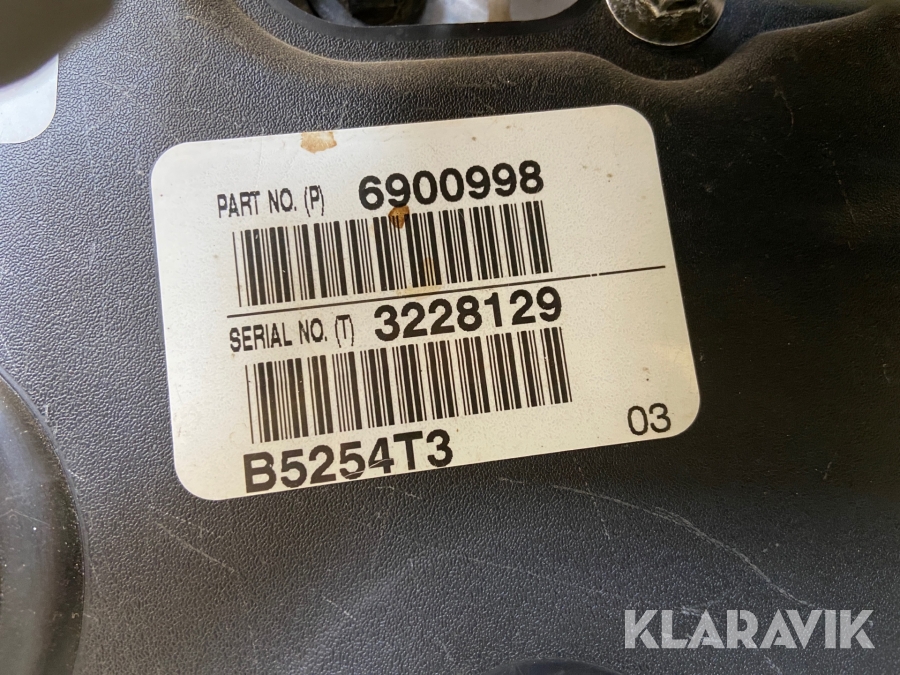 PART NO. (P) 6900998
SERIAL NO. (T) 3228129
B5254T3
03
KLARAVIK